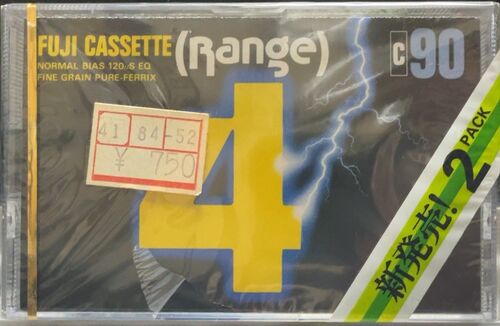 FUJI CASSETTE (Range) C90
NORMAL BIAS 120㎲ EQ
FINE GRAIN PURE-FERRIX
41 84-52
¥ 750
4
新発売! 2 PACK